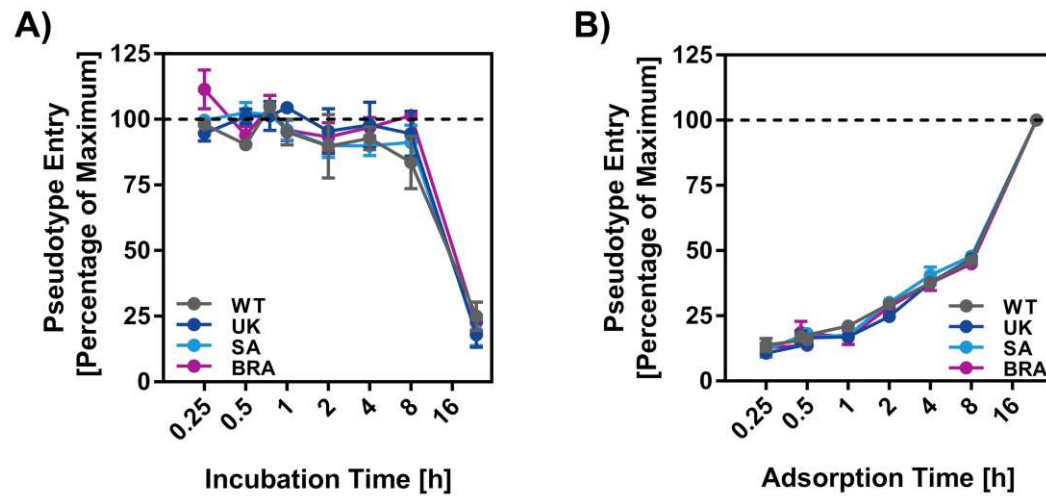 A)
Pseudotype Entry
[Percentage of Maximum]
125
100
75
50
25
0
WT
UK
SA
BRA
0.25
0.5
1
2
4
8
16
Incubation Time [h]
B)
Pseudotype Entry
[Percentage of Maximum]
125
100
75
50
25
0
WT
UK
SA
BRA
0.25
0.5
1
2
4
8
16
Adsorption Time [h]